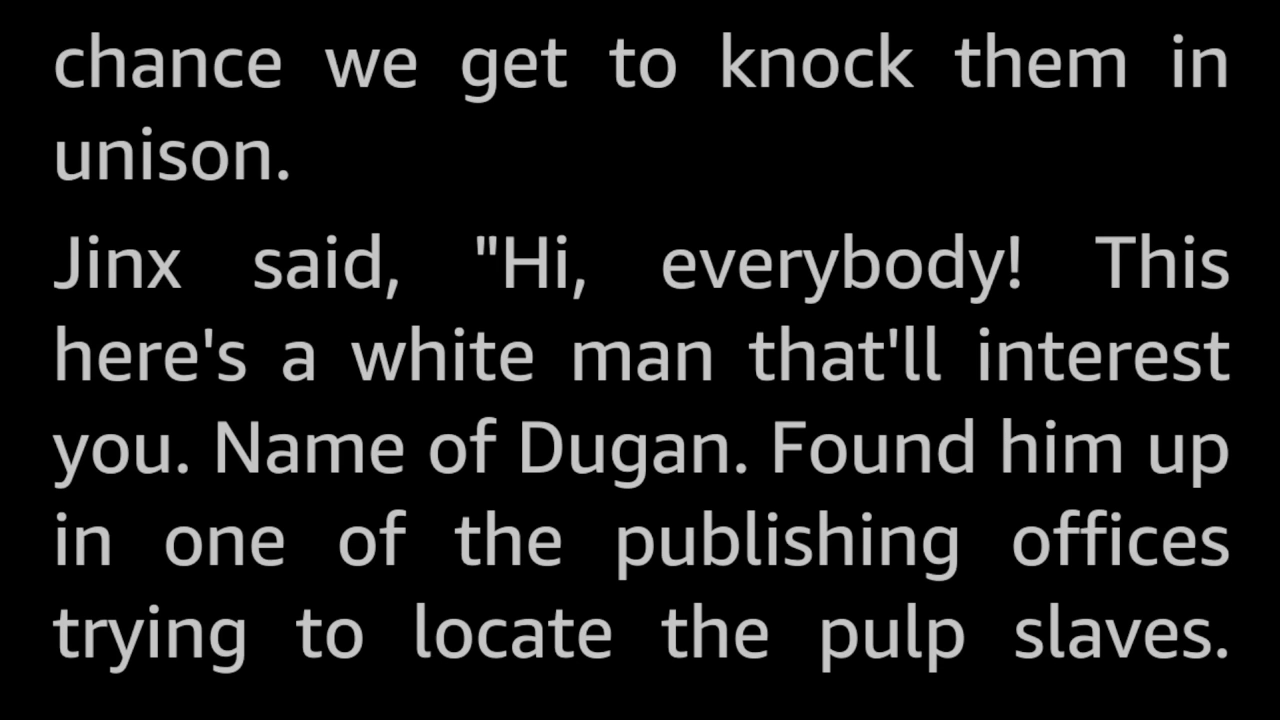 chance we get to knock them in
unison.
Jinx said, "Hi, everybody! This
here's a white man that'll interest
you. Name of Dugan. Found him up
in one of the publishing offices
trying to locate the pulp slaves.